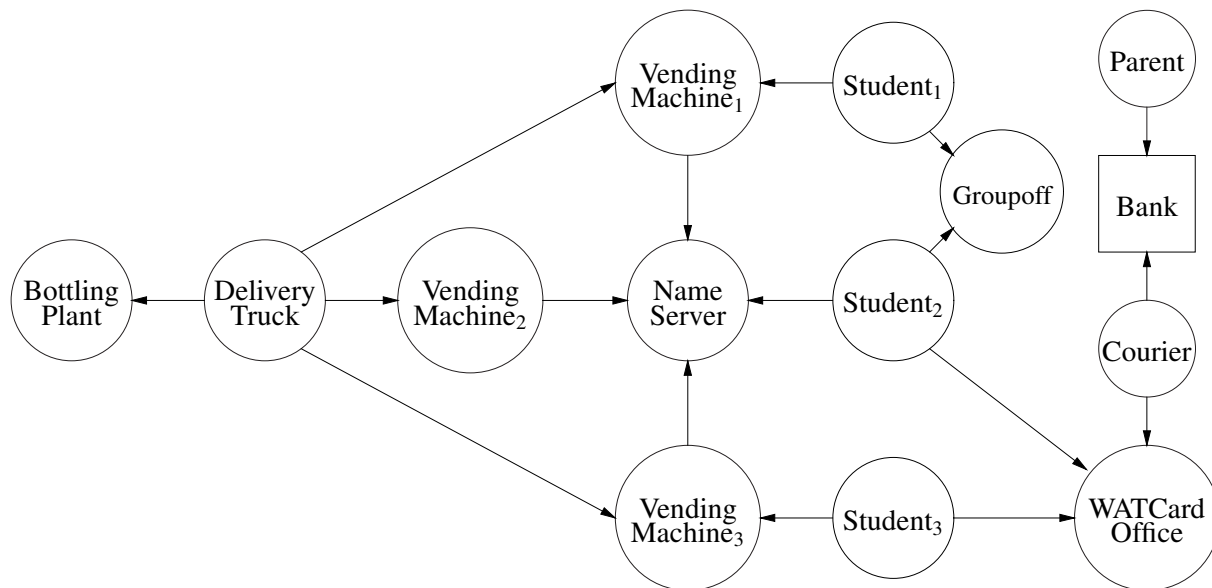 Vending
Machine₁
Student₁
Parent
Groupoff
Bank
Bottling
Plant
Delivery
Truck
Vending
Machine₂
Name
Server
Student₂
Courier
Vending
Machine₃
Student₃
WATCard
Office